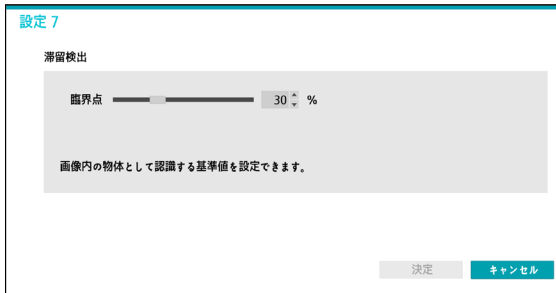 設定 7
滞留検出
臨界点 30 %
画像内の物体として認識する基準値を設定できます。
決定 キャンセル